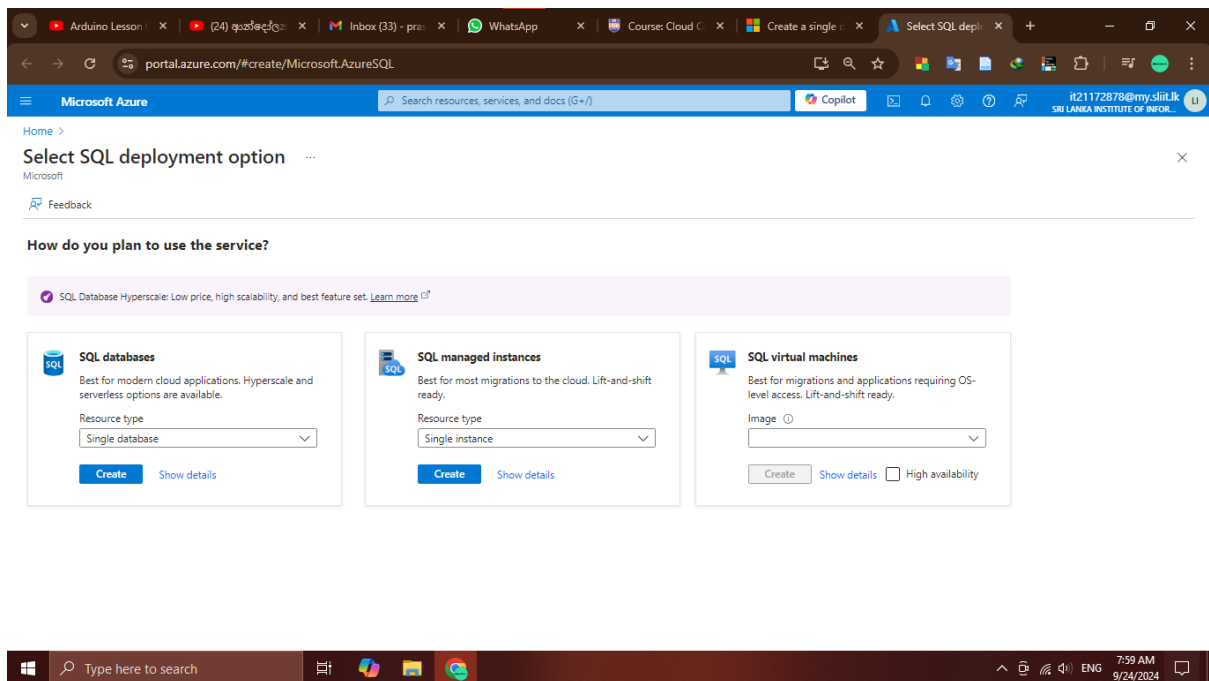 Arduino Lesson
(24) ආන්දෝල
Inbox (33) - pras
WhatsApp
Course: Cloud C
Create a single d
Select SQL deplo
portal.azure.com/#create/Microsoft.AzureSQL
Microsoft Azure
Search resources, services, and docs (G+/)
Copilot
it21172878@my.sliit.lk
SRI LANKA INSTITUTE OF INFOR...
LI
Home >
Select SQL deployment option ...
Microsoft
Feedback
How do you plan to use the service?
SQL Database Hyperscale: Low price, high scalability, and best feature set. Learn more
SQL
SQL databases
Best for modern cloud applications. Hyperscale and
serverless options are available.
Resource type
Single database
Create Show details
SQL
SQL managed instances
Best for most migrations to the cloud. Lift-and-shift
ready.
Resource type
Single instance
Create Show details
SQL
SQL virtual machines
Best for migrations and applications requiring OS-
level access. Lift-and-shift ready.
Image
Create Show details High availability
Type here to search
ENG
7:59 AM
9/24/2024